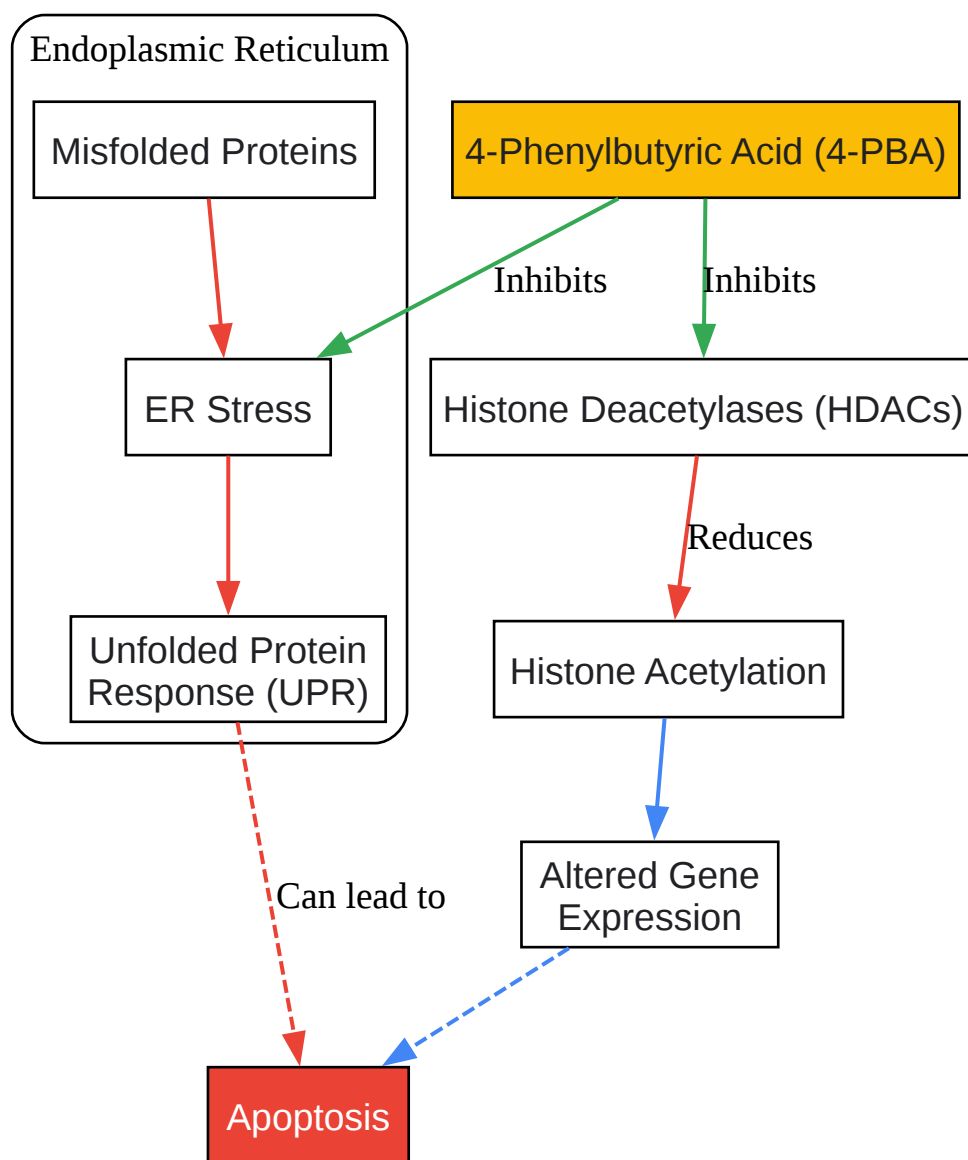 Endoplasmic Reticulum
Misfolded Proteins
4-Phenylbutyric Acid (4-PBA)
Inhibits
Inhibits
ER Stress
Histone Deacetylases (HDACs)
Reduces
Unfolded Protein
Response (UPR)
Histone Acetylation
Altered Gene
Expression
Can lead to
Apoptosis